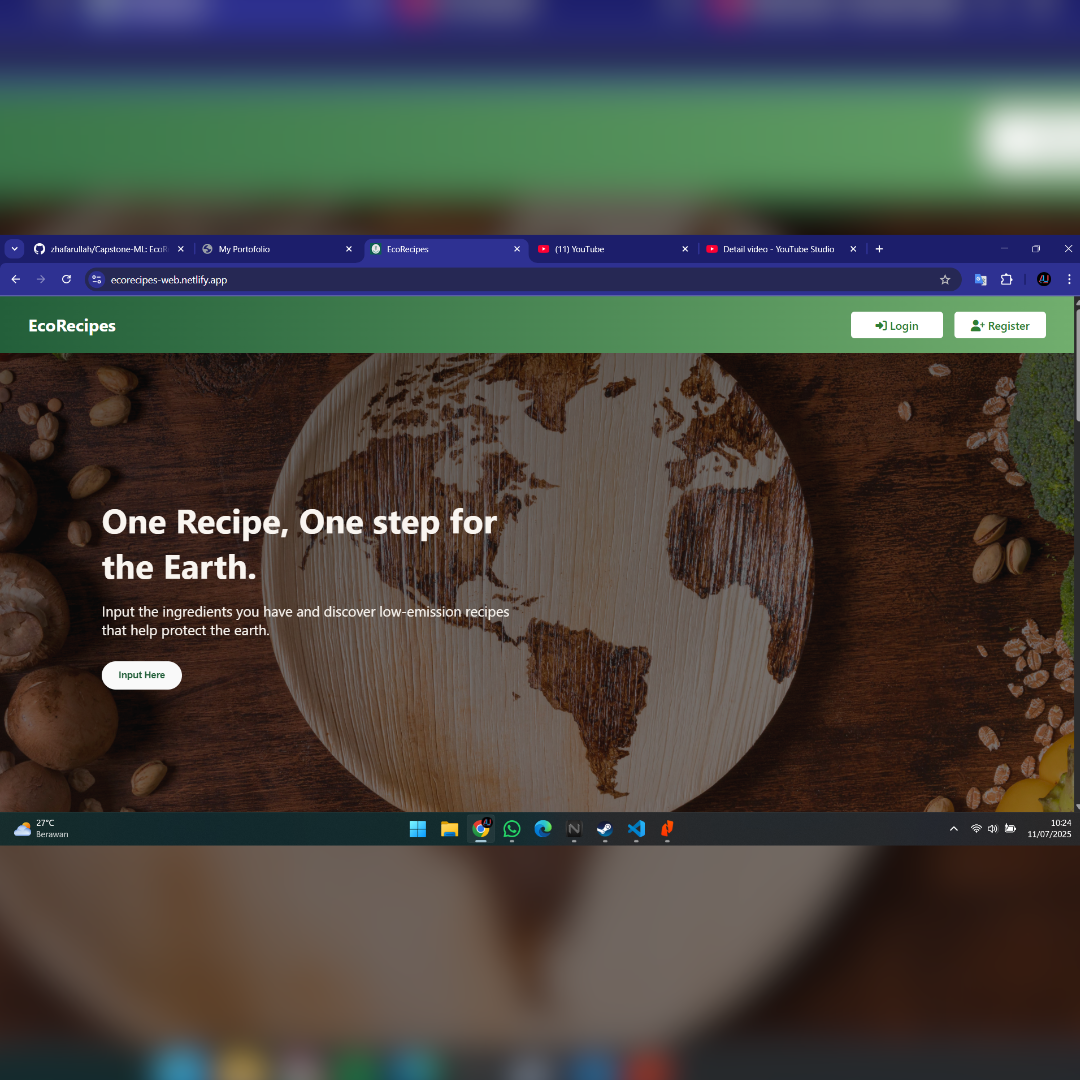 zhafarullah/Capstone-ML: EcoR
My Portofolio
EcoRecipes
(11) YouTube
Detail video - YouTube Studio
ecorecipes-web.netlify.app
EcoRecipes
Login
Register
One Recipe, One step for
the Earth.
Input the ingredients you have and discover low-emission recipes
that help protect the earth.
Input Here
27°C
Berawan
10:24
11/07/2025